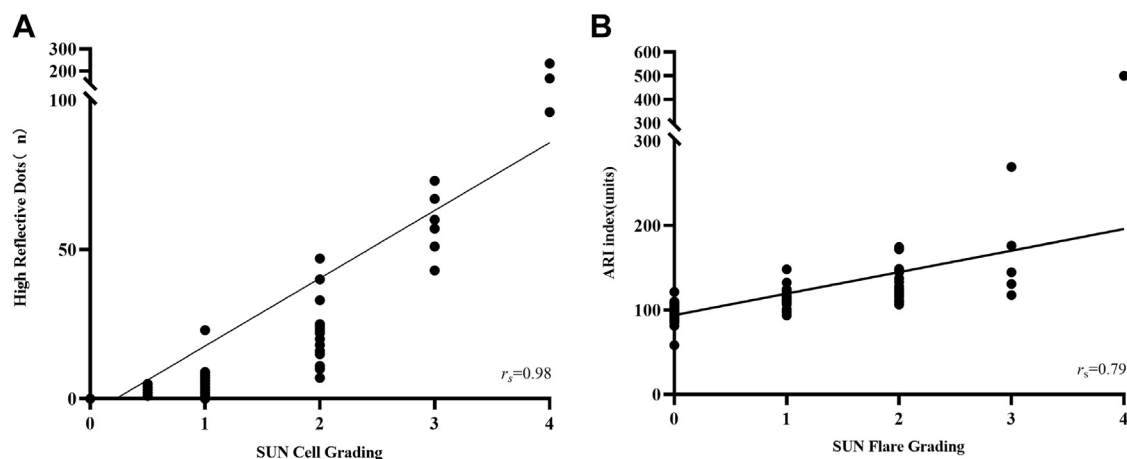 A
300
200
100
50
0
High Reflective Dots( n)
0 1 2 3 4
SUN Cell Grading
rs=0.98
B
600
500
400
300
300
200
100
0
ARI index(units)
0 1 2 3 4
SUN Flare Grading
rs=0.79